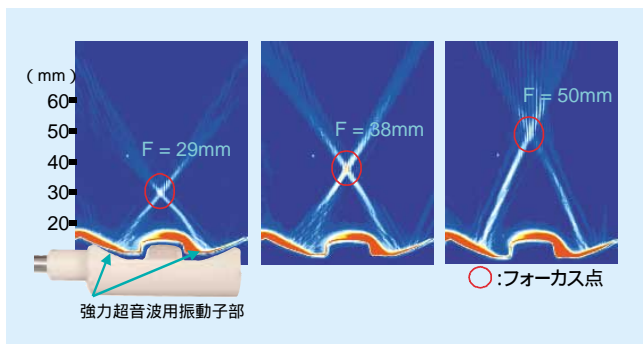 (mm)
60
50
40
30
20
F = 29mm
F = 38mm
F = 50mm
強力超音波用振動子部
○:フォーカス点